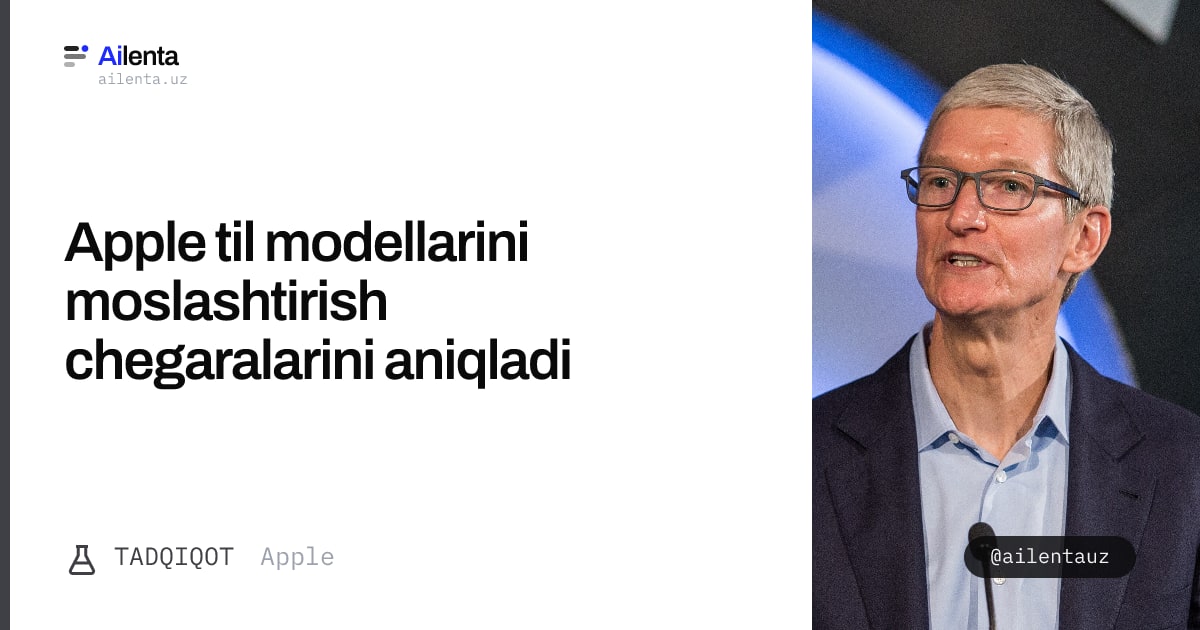 Ailenta
ailenta.uz
Apple til modellarini
moslashtirish
chegaralarini aniqladi
TADQIQOT Apple
@ailentauz